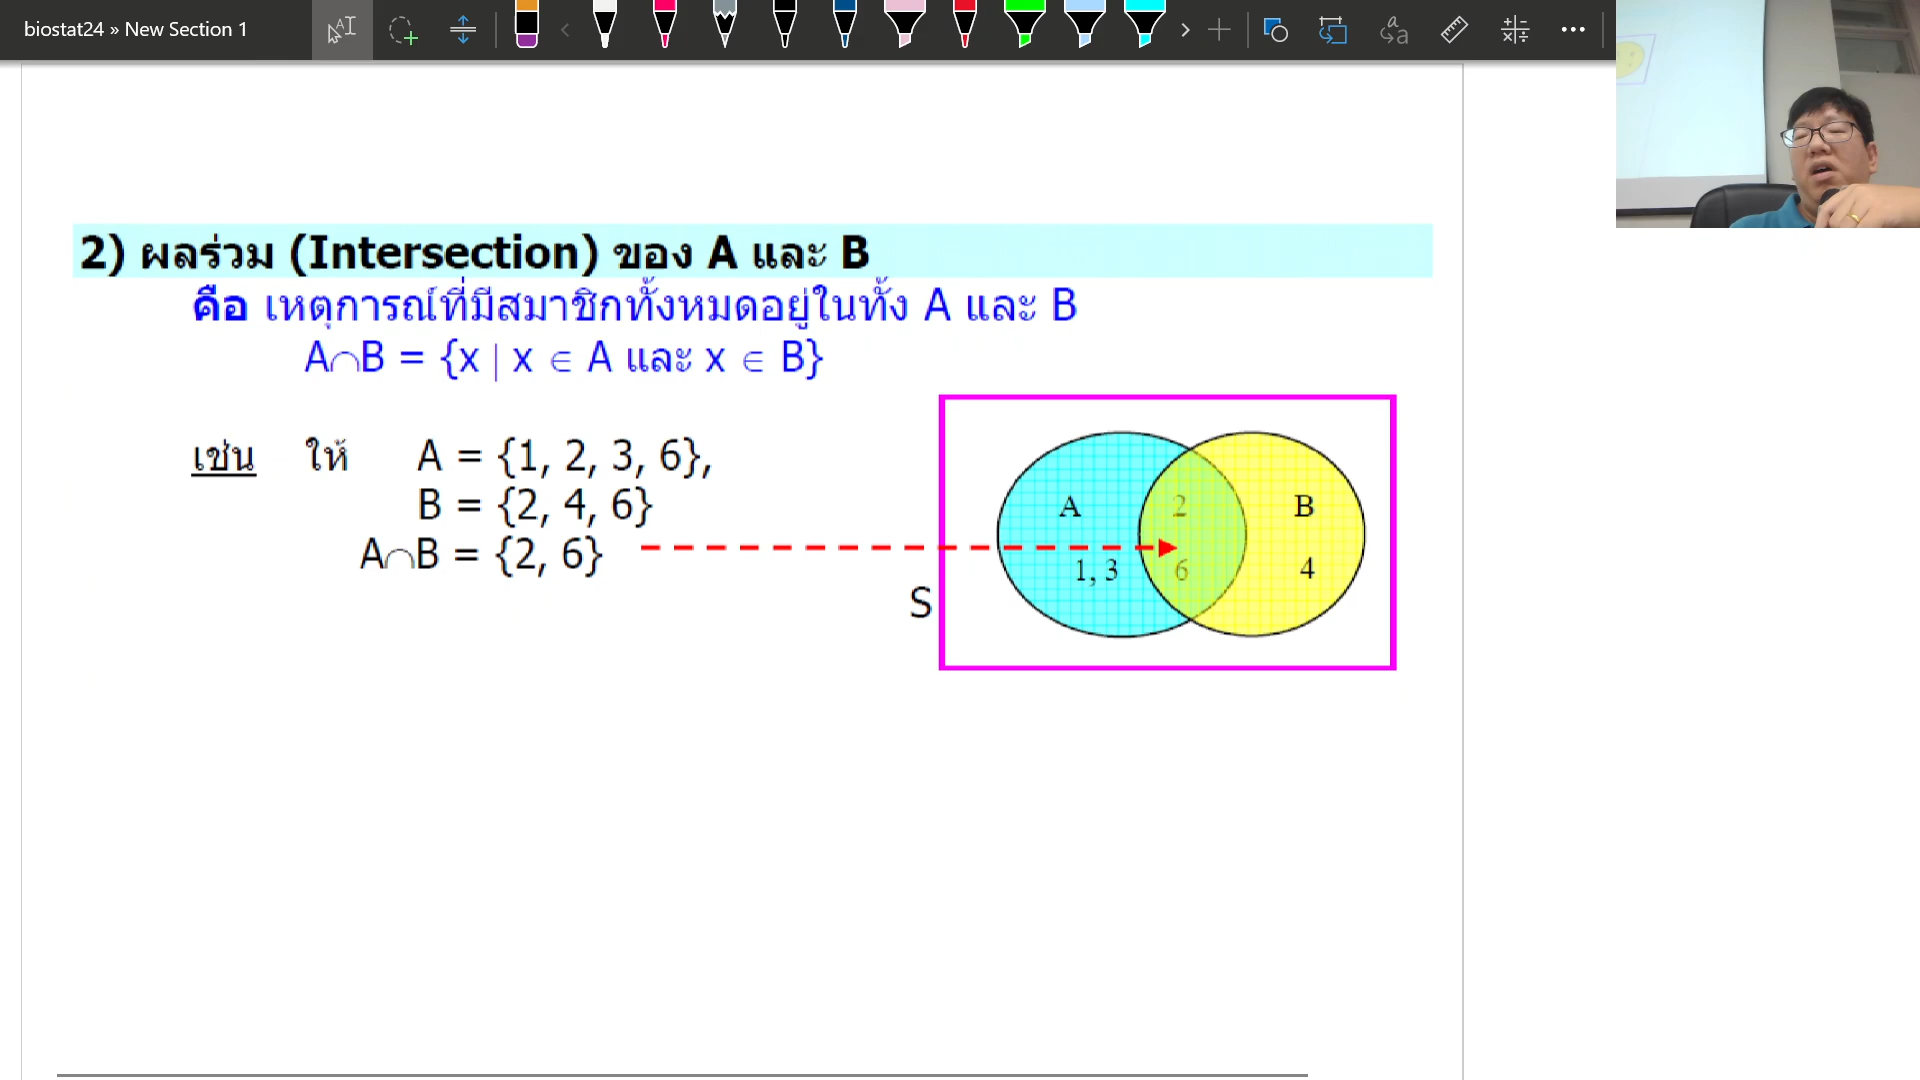 biostat24 » New Section 1
2) ผลร่วม (Intersection) ของ A และ B
คือ เหตุการณ์ที่มีสมาชิกทั้งหมดอยู่ในทั้ง A และ B
A∩B = {x | x ∈ A และ x ∈ B}
เช่น ให้ A = {1, 2, 3, 6},
B = {2, 4, 6}
A∩B = {2, 6}
S
A 2 B
1, 3 6 4